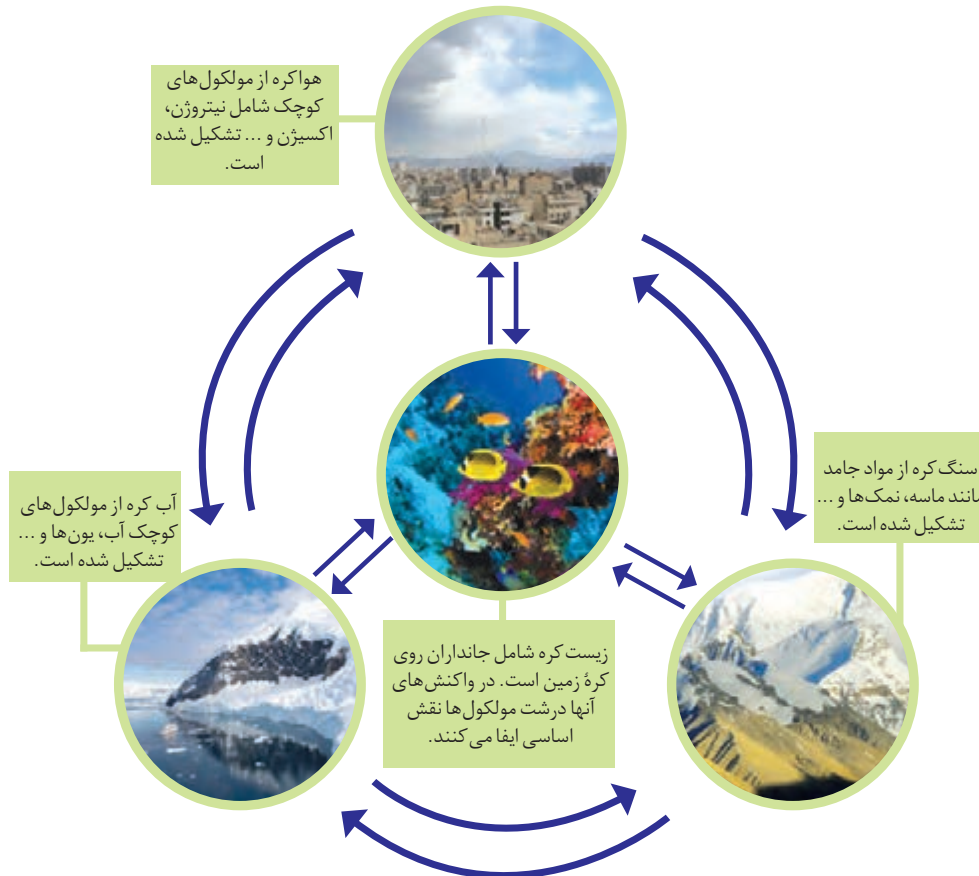 هواکره از مولکول‌های
کوچک شامل نیتروژن،
اکسیژن و ... تشکیل شده
است.
سنگ کره از مواد جامد
مانند ماسه، نمک‌ها و ...
تشکیل شده است.
آب کره از مولکول‌های
کوچک آب، یون‌ها و ...
تشکیل شده است.
زیست کره شامل جانداران روی
کرهٔ زمین است. در واکنش‌های
آنها درشت مولکول‌ها نقش
اساسی ایفا می‌کنند.